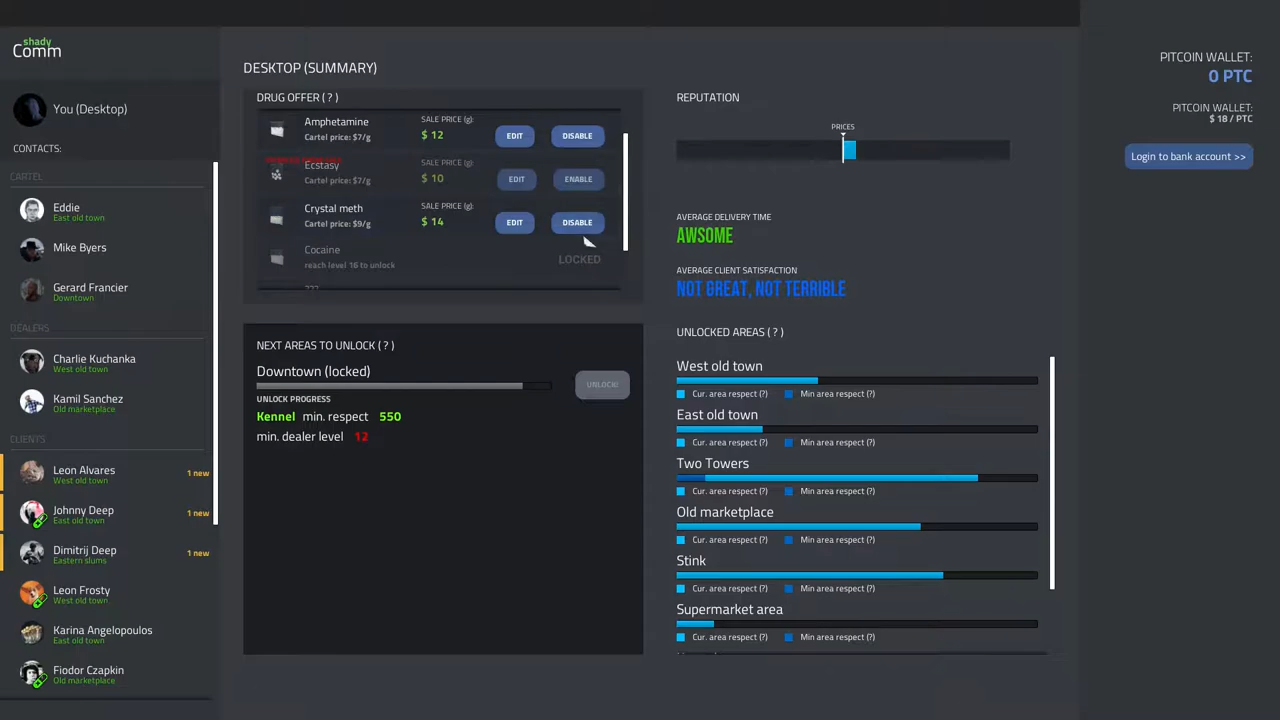 shady
Comm
You (Desktop)
CONTACTS:
CARTEL
Eddie
East old town
Mike Byers
Gerard Francier
Downtown
DEALERS
Charlie Kuchanka
West old town
Kamil Sanchez
Old marketplace
CLIENTS
Leon Alvares
West old town
1 new
Johnny Deep
East old town
1 new
Dimitrij Deep
Eastern slums
1 new
Leon Frosty
West old town
Karina Angelopoulos
East old town
Fiodor Czapkin
Old marketplace
DESKTOP (SUMMARY)
DRUG OFFER ( ? )
Amphetamine
Cartel price: $7/g
SALE PRICE (g):
$ 12
EDIT
DISABLE
Ecstasy
Cartel price: $7/g
SALE PRICE (g):
$ 10
EDIT
ENABLE
Crystal meth
Cartel price: $9/g
SALE PRICE (g):
$ 14
EDIT
DISABLE
Cocaine
reach level 16 to unlock
LOCKED
???
NEXT AREAS TO UNLOCK ( ? )
Downtown (locked)
UNLOCK!
UNLOCK PROGRESS
Kennel min. respect 550
min. dealer level 12
REPUTATION
PRICES
AVERAGE DELIVERY TIME
AWSOME
AVERAGE CLIENT SATISFACTION
NOT GREAT, NOT TERRIBLE
UNLOCKED AREAS ( ? )
West old town
Cur. area respect (?) Min area respect (?)
East old town
Cur. area respect (?) Min area respect (?)
Two Towers
Cur. area respect (?) Min area respect (?)
Old marketplace
Cur. area respect (?) Min area respect (?)
Stink
Cur. area respect (?) Min area respect (?)
Supermarket area
Cur. area respect (?) Min area respect (?)
PITCOIN WALLET:
0 PTC
PITCOIN WALLET:
$ 18 / PTC
Login to bank account >>